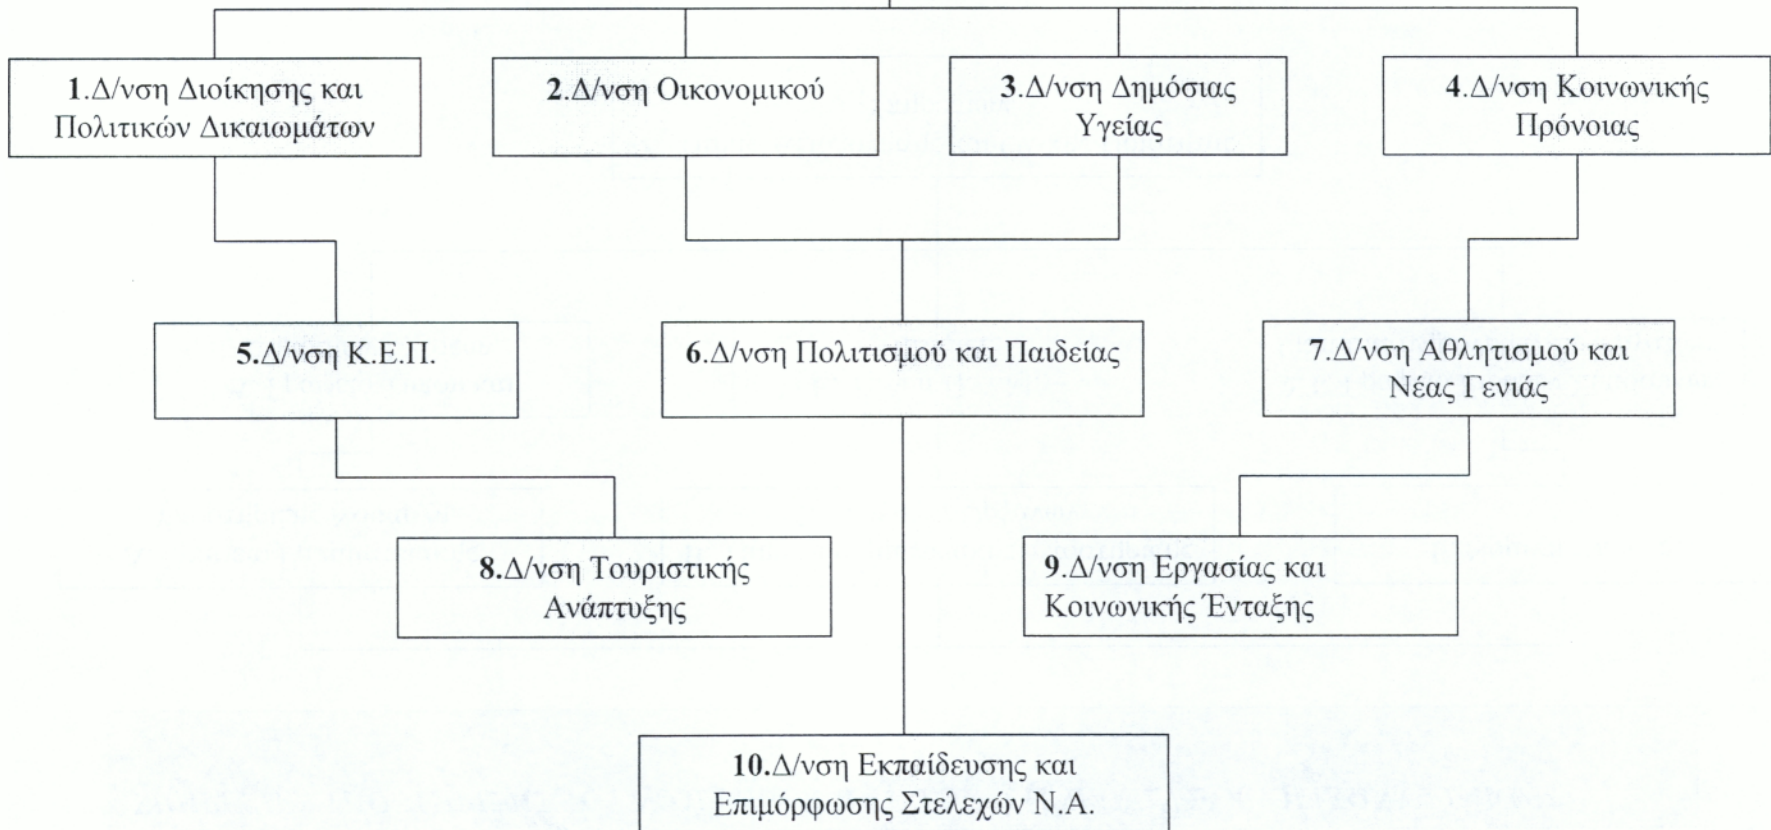 1.Δ/νση Διοίκησης και
Πολιτικών Δικαιωμάτων
2.Δ/νση Οικονομικού
3.Δ/νση Δημόσιας
Υγείας
4.Δ/νση Κοινωνικής
Πρόνοιας
5.Δ/νση Κ.Ε.Π.
6.Δ/νση Πολιτισμού και Παιδείας
7.Δ/νση Αθλητισμού και
Νέας Γενιάς
8.Δ/νση Τουριστικής
Ανάπτυξης
9.Δ/νση Εργασίας και
Κοινωνικής Ένταξης
10.Δ/νση Εκπαίδευσης και
Επιμόρφωσης Στελεχών Ν.Α.